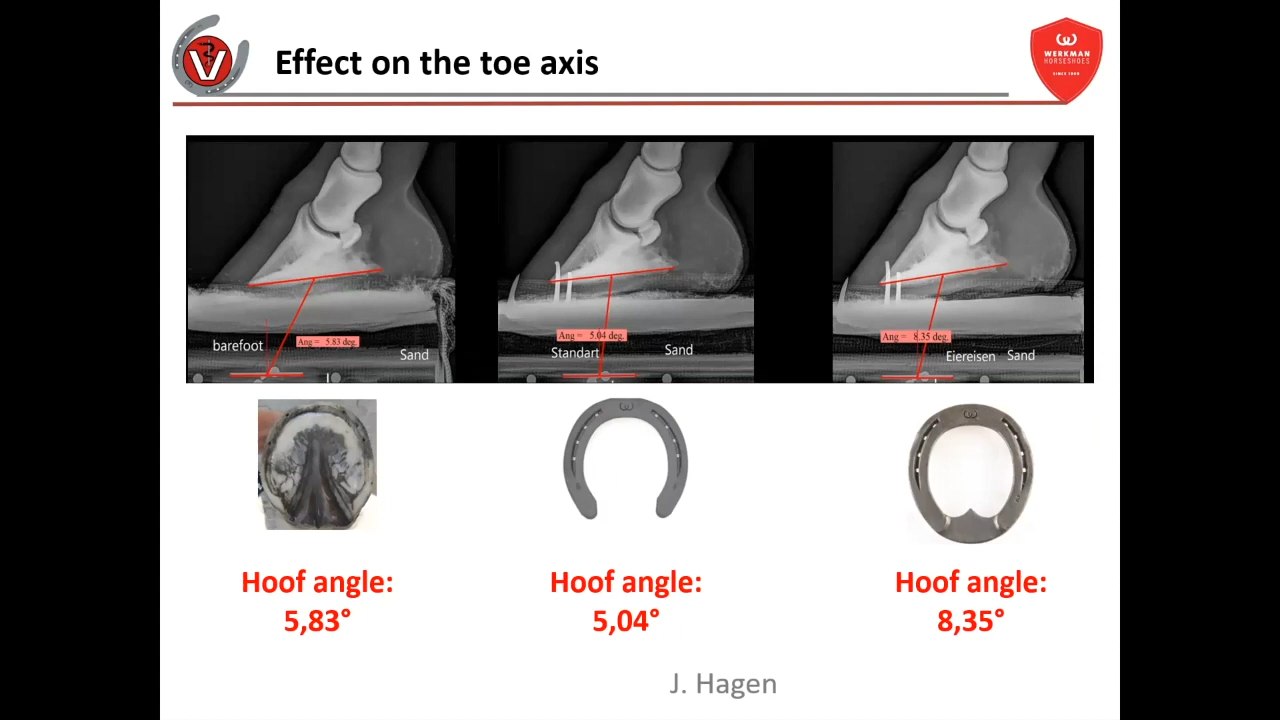 V
Effect on the toe axis
WERKMAN
HORSESHOES
SINCE 1905
Ang = 5.83 deg.
barefoot
Sand
Ang = 5.04 deg.
Standart
Sand
Ang = 8.35 deg.
Eiereisen
Sand
Hoof angle:
5,83°
Hoof angle:
5,04°
Hoof angle:
8,35°
J. Hagen